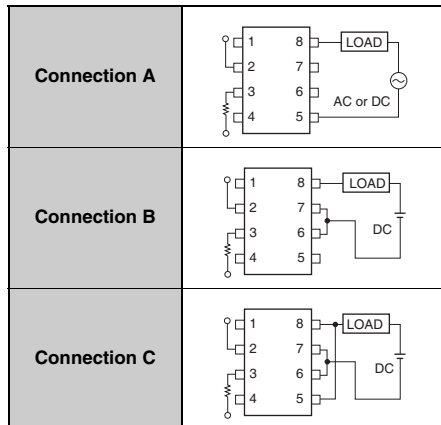 Connection A
1 8 LOAD
2 7
3 6
AC or DC
4 5
Connection B
1 8 LOAD
2 7
DC
3 6
4 5
Connection C
1 8 LOAD
2 7
3 6
DC
4 5